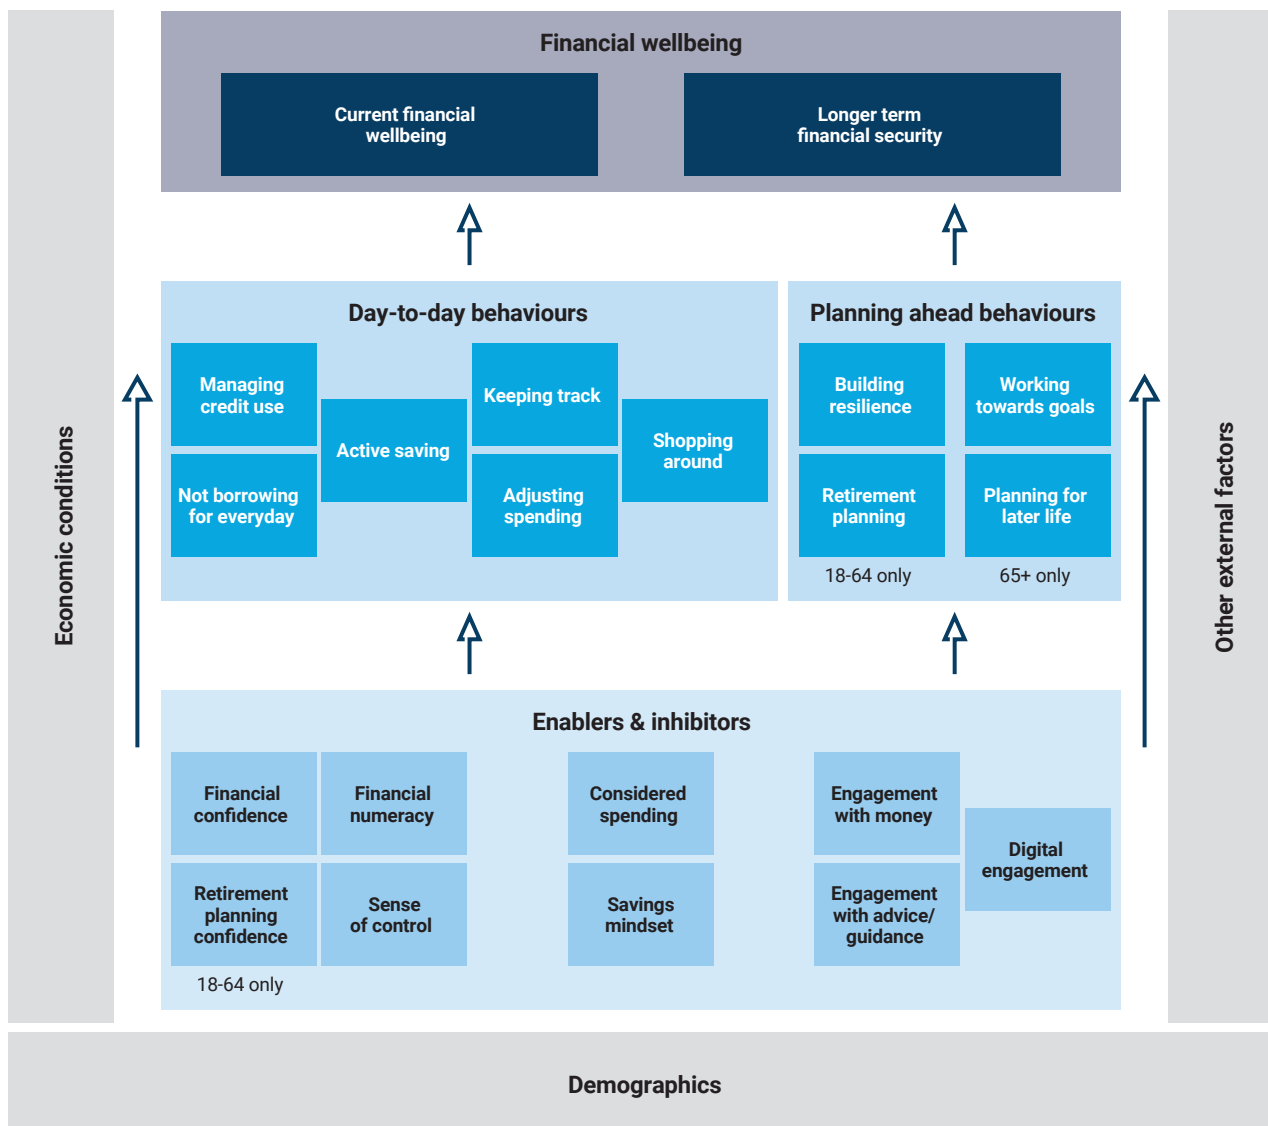 Financial wellbeing
Current financial
wellbeing
Longer term
financial security
Day-to-day behaviours
Managing
credit use
Not borrowing
for everyday
Active saving
Keeping track
Adjusting
spending
Shopping
around
Planning ahead behaviours
Building
resilience
Working
towards goals
Retirement
planning
18-64 only
Planning for
later life
65+ only
Economic conditions
Other external factors
Enablers & inhibitors
Financial
confidence
Financial
numeracy
Retirement
planning
confidence
18-64 only
Sense
of control
Considered
spending
Savings
mindset
Engagement
with money
Engagement
with advice/
guidance
Digital
engagement
Demographics